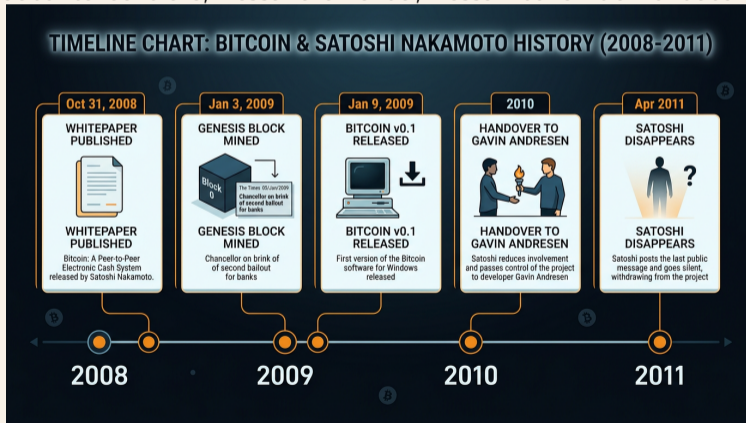 TIMELINE CHART: BITCOIN & SATOSHI NAKAMOTO HISTORY (2008-2011)
Oct 31, 2008
WHITEPAPER
PUBLISHED
WHITEPAPER
PUBLISHED
Bitcoin: A Peer-to-Peer
Electronic Cash System
released by Satoshi Nakamoto.
Jan 3, 2009
GENESIS BLOCK
MINED
Block
0
The Times 03/Jan/2009
Chancellor on brink
of second bailout
for banks
GENESIS BLOCK
MINED
Chancellor on brink of
of second bailout
for banks
Jan 9, 2009
BITCOIN v0.1
RELEASED
BITCOIN v0.1
RELEASED
First version of the Bitcoin
software for Windows
released
2010
HANDOVER TO
GAVIN ANDRESEN
HANDOVER TO
GAVIN ANDRESEN
Satoshi reduces involvement
and passes control of the project
to developer Gavin Andresen
Apr 2011
SATOSHI
DISAPPEARS
?
SATOSHI
DISAPPEARS
Satoshi posts the last public
message and goes silent,
withdrawing from the project
2008
2009
2010
2011